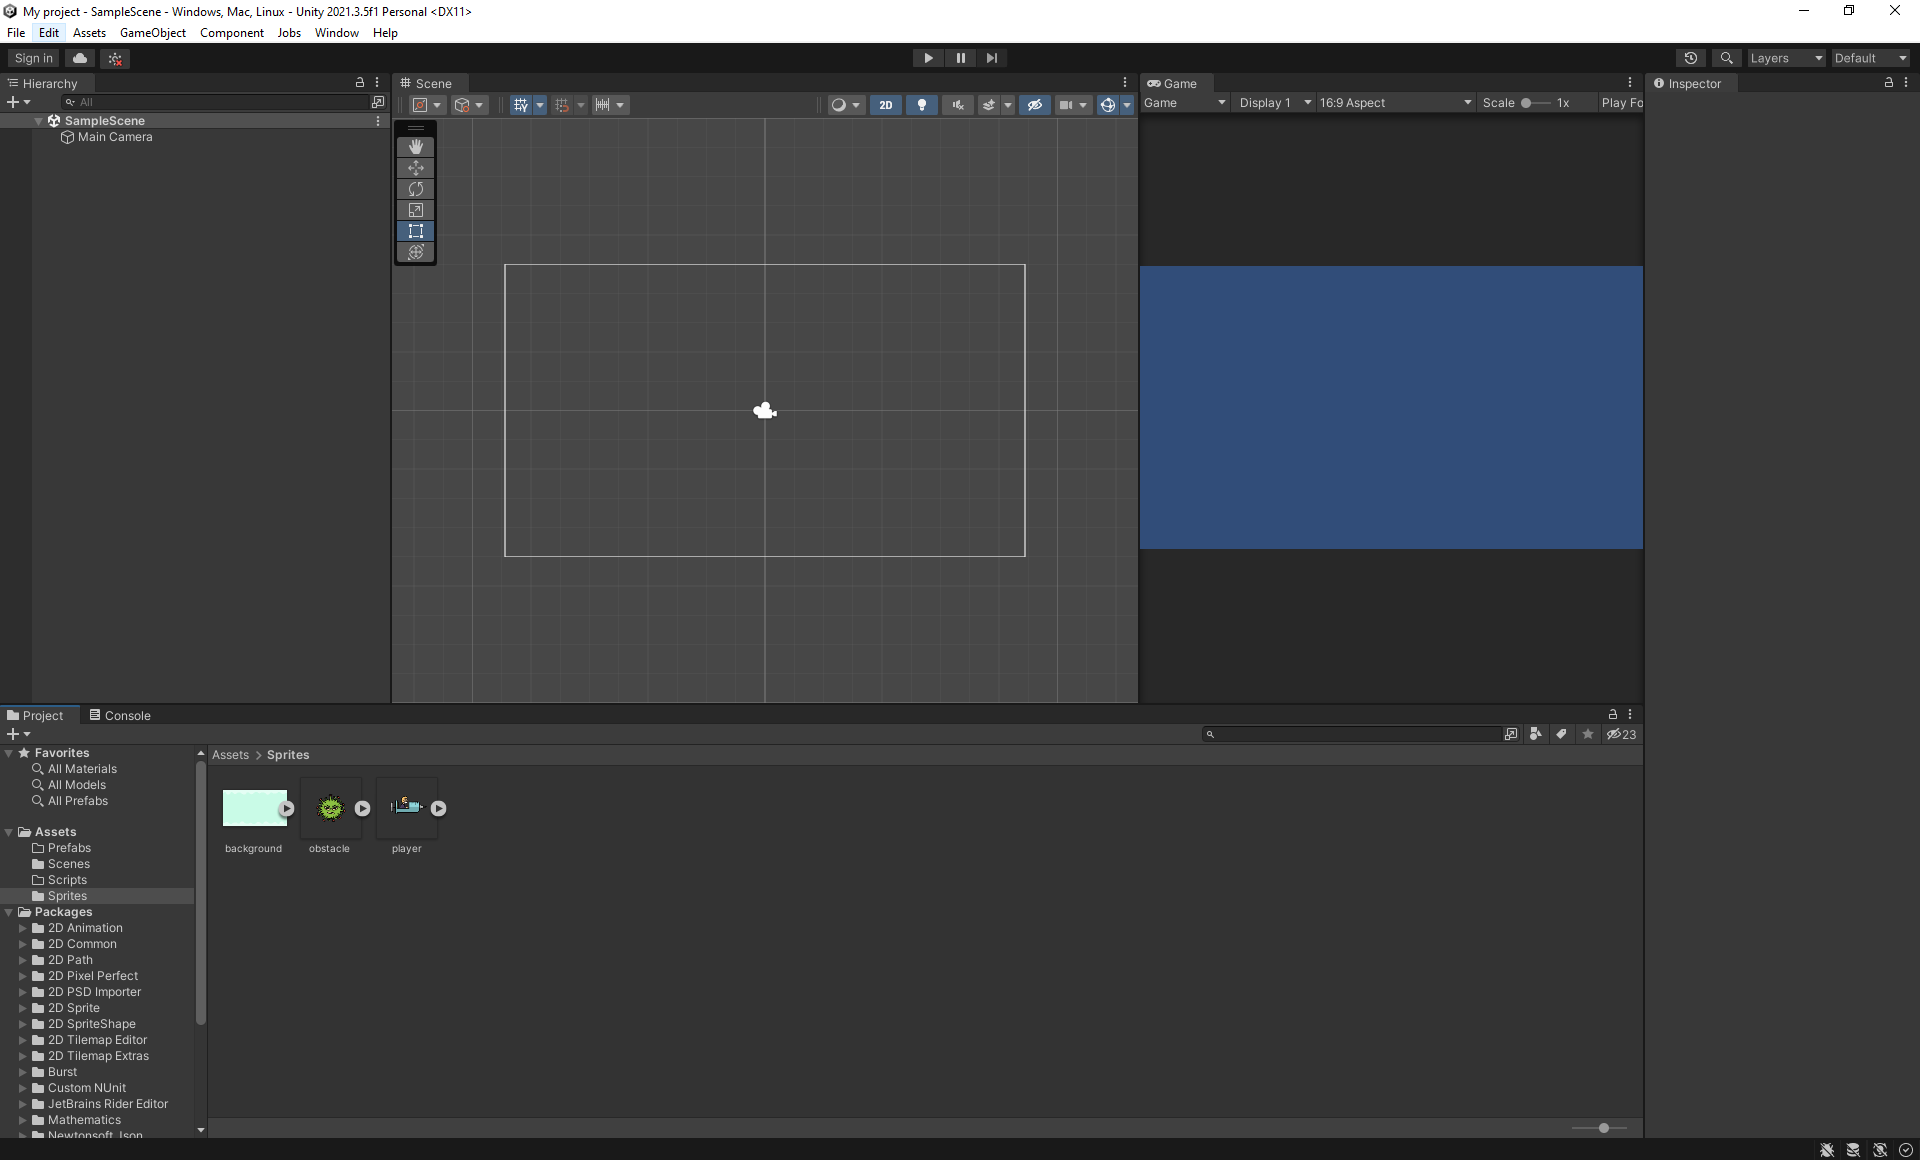 My project - SampleScene - Windows, Mac, Linux - Unity 2021.3.5f1 Personal <DX11>
File Edit Assets GameObject Component Jobs Window Help
Sign in Layers Default
Hierarchy
All
SampleScene
Main Camera
Scene
2D
Game
Game Display 1 16:9 Aspect Scale 1x Play Fo
Inspector
Project Console
23
Favorites
All Materials
All Models
All Prefabs
Assets
Prefabs
Scenes
Scripts
Sprites
Packages
2D Animation
2D Common
2D Path
2D Pixel Perfect
2D PSD Importer
2D Sprite
2D SpriteShape
2D Tilemap Editor
2D Tilemap Extras
Burst
Custom NUnit
JetBrains Rider Editor
Mathematics
Newtonsoft Json
Assets > Sprites
background obstacle player